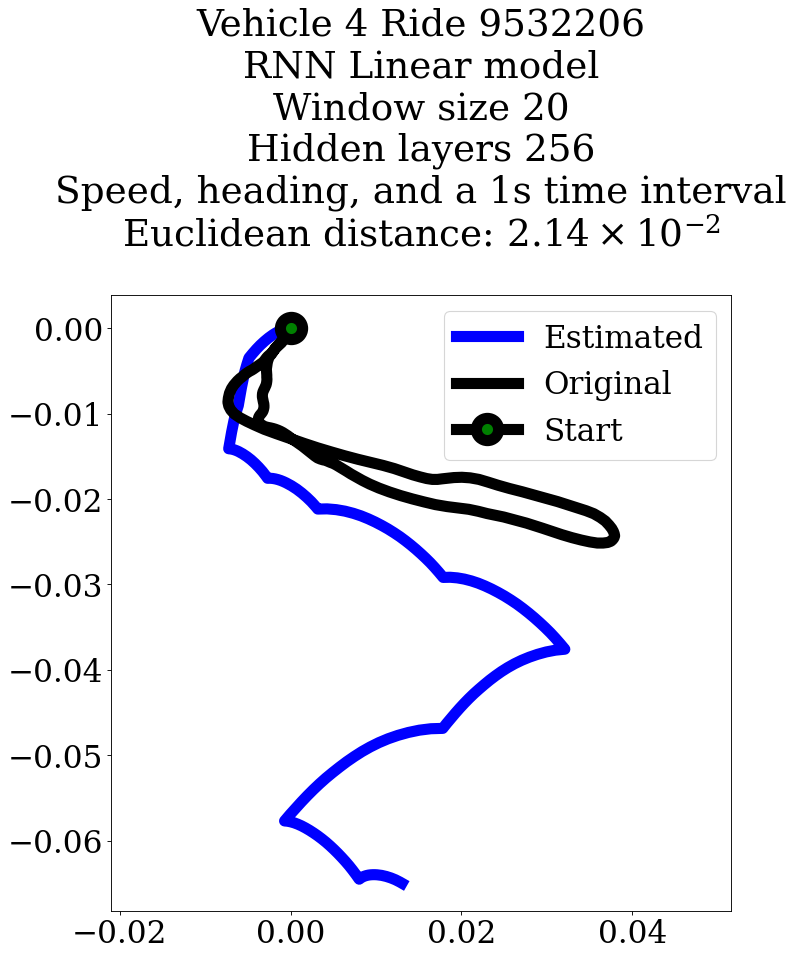 Vehicle 4 Ride 9532206
RNN Linear model
Window size 20
Hidden layers 256
Speed, heading, and a 1s time interval
Euclidean distance: 2.14 × 10⁻²
Estimated
Original
Start
0.00
−0.01
−0.02
−0.03
−0.04
−0.05
−0.06
−0.02 0.00 0.02 0.04